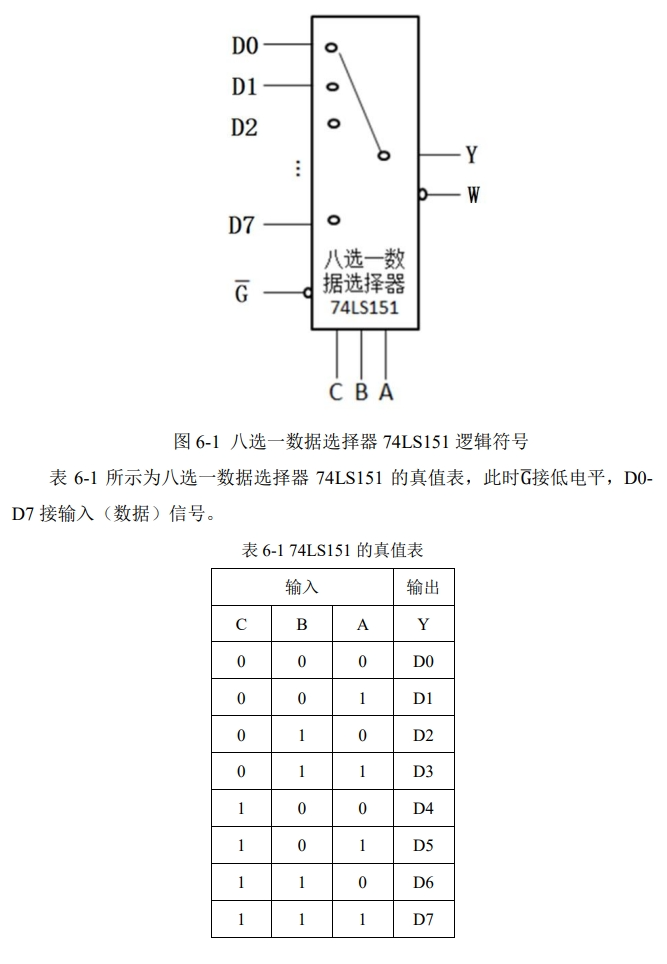 D0
D1
D2
⋮
D7
G̅
Y
W
八选一数
据选择器
74LS151
C B A
图 6-1 八选一数据选择器 74LS151 逻辑符号
表 6-1 所示为八选一数据选择器 74LS151 的真值表，此时G̅接低电平，D0-
D7 接输入（数据）信号。
表 6-1 74LS151 的真值表
输入 输出
C B A Y
0 0 0 D0
0 0 1 D1
0 1 0 D2
0 1 1 D3
1 0 0 D4
1 0 1 D5
1 1 0 D6
1 1 1 D7